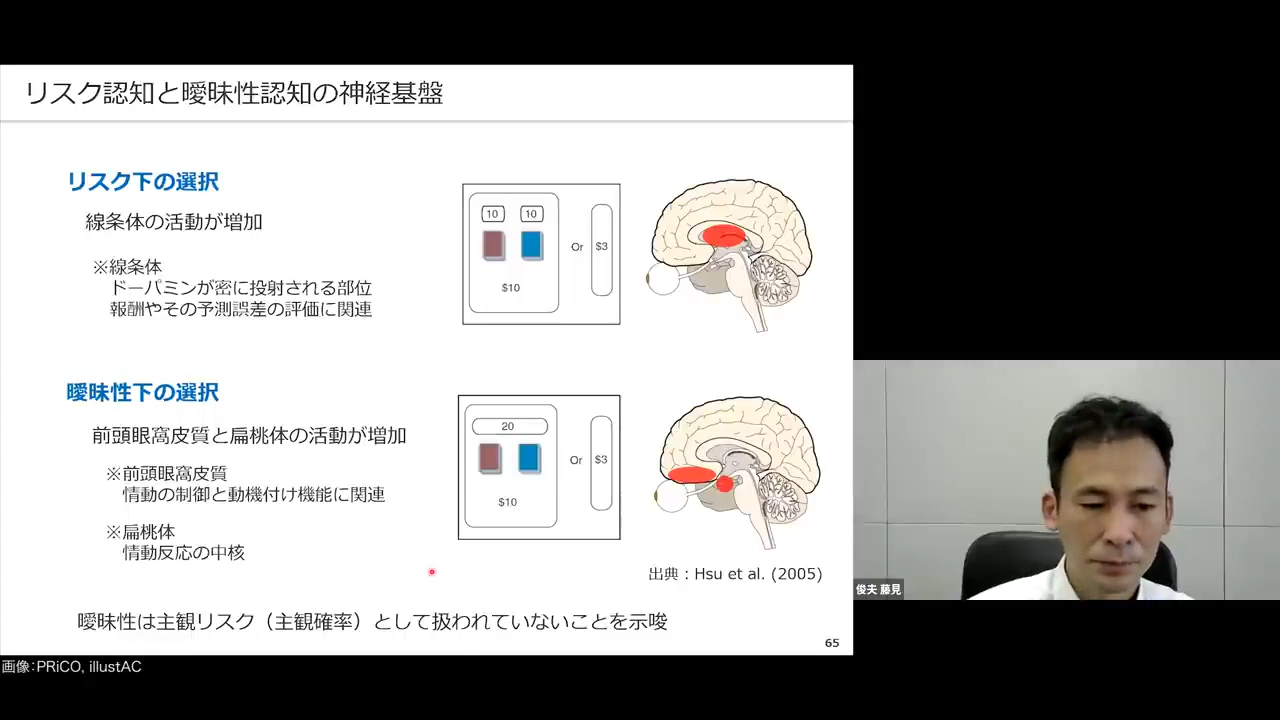 リスク認知と曖昧性認知の神経基盤
リスク下の選択
線条体の活動が増加
※線条体
ドーパミンが密に投射される部位
報酬やその予測誤差の評価に関連
10 10
Or $3
$10
曖昧性下の選択
前頭眼窩皮質と扁桃体の活動が増加
※前頭眼窩皮質
情動の制御と動機付け機能に関連
※扁桃体
情動反応の中核
20
Or $3
$10
出典：Hsu et al. (2005)
曖昧性は主観リスク（主観確率）として扱われていないことを示唆
65
俊夫 藤見
画像：PRiCO, illustAC